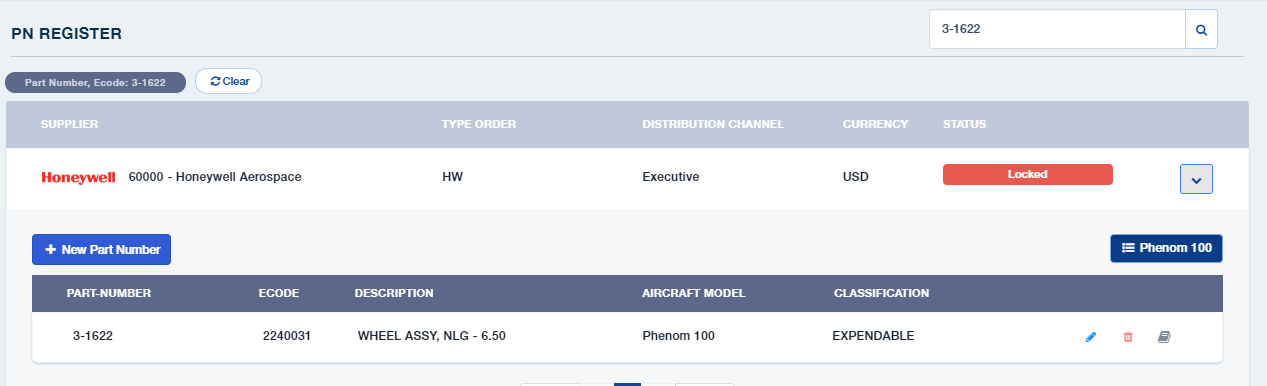 PN REGISTER
3-1622
Part Number, Ecode: 3-1622
Clear
SUPPLIER TYPE ORDER DISTRIBUTION CHANNEL CURRENCY STATUS
Honeywell 60000 - Honeywell Aerospace HW Executive USD Locked
New Part Number
Phenom 100
PART-NUMBER ECODE DESCRIPTION AIRCRAFT MODEL CLASSIFICATION
3-1622 2240031 WHEEL ASSY, NLG - 6.50 Phenom 100 EXPENDABLE